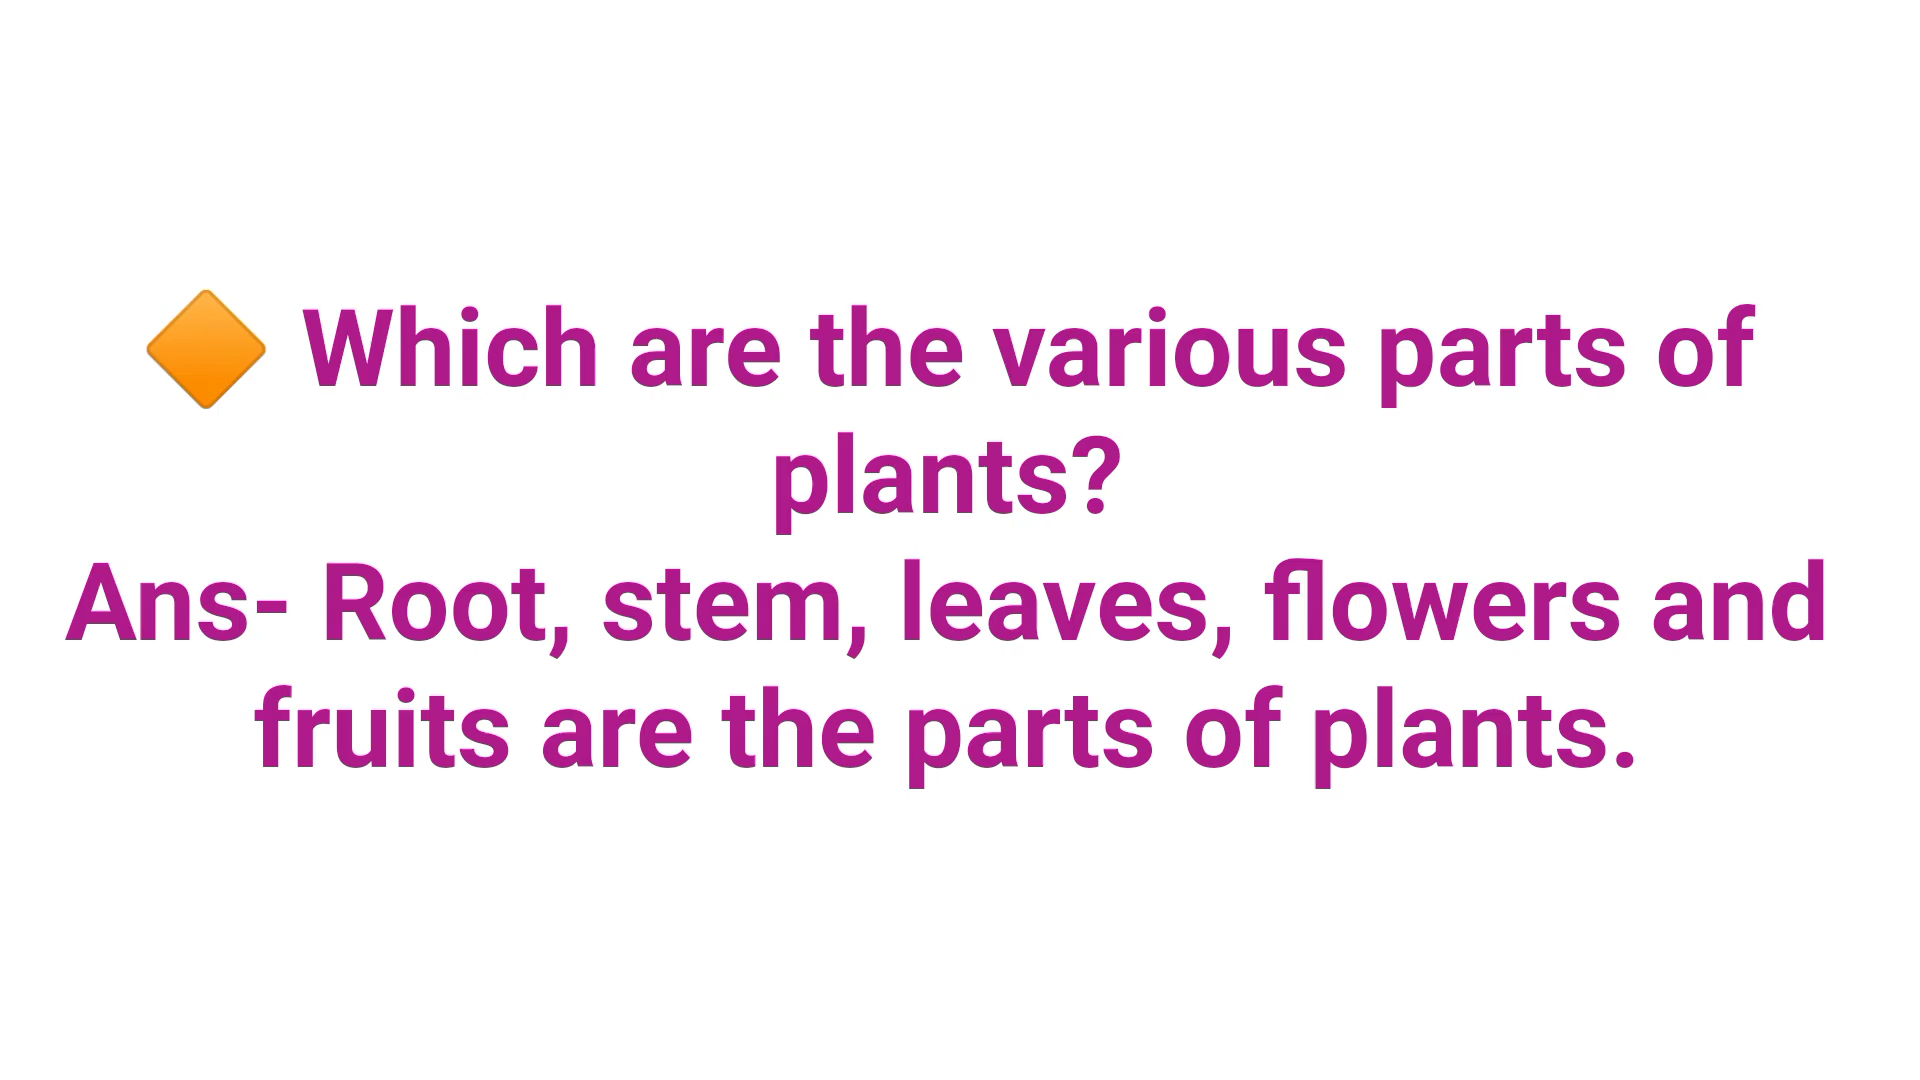 🔶 Which are the various parts of
plants?
Ans- Root, stem, leaves, flowers and
fruits are the parts of plants.